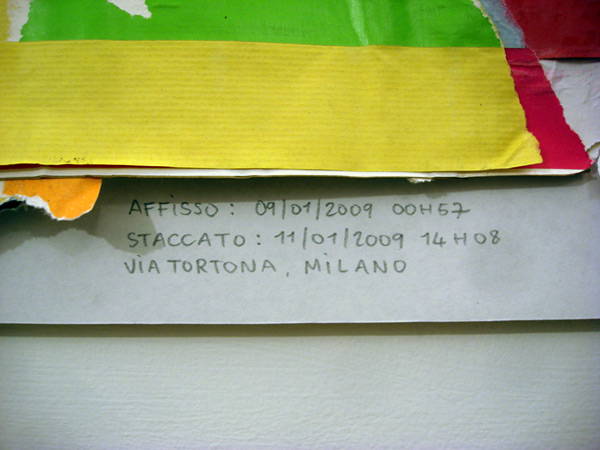 AFFISSO : 09/01/2009 00H57
STACCATO : 11/01/2009 14H08
VIA TORTONA, MILANO